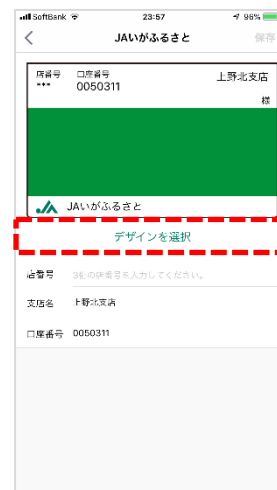 SoftBank 23:57 96%
JAいがふるさと 保存
店番号 口座番号 上野北支店
*** 0050311
様
JAいがふるさと
デザインを選択
店番号 3桁の店番号を入力してください。
支店名 上野北支店
口座番号 0050311